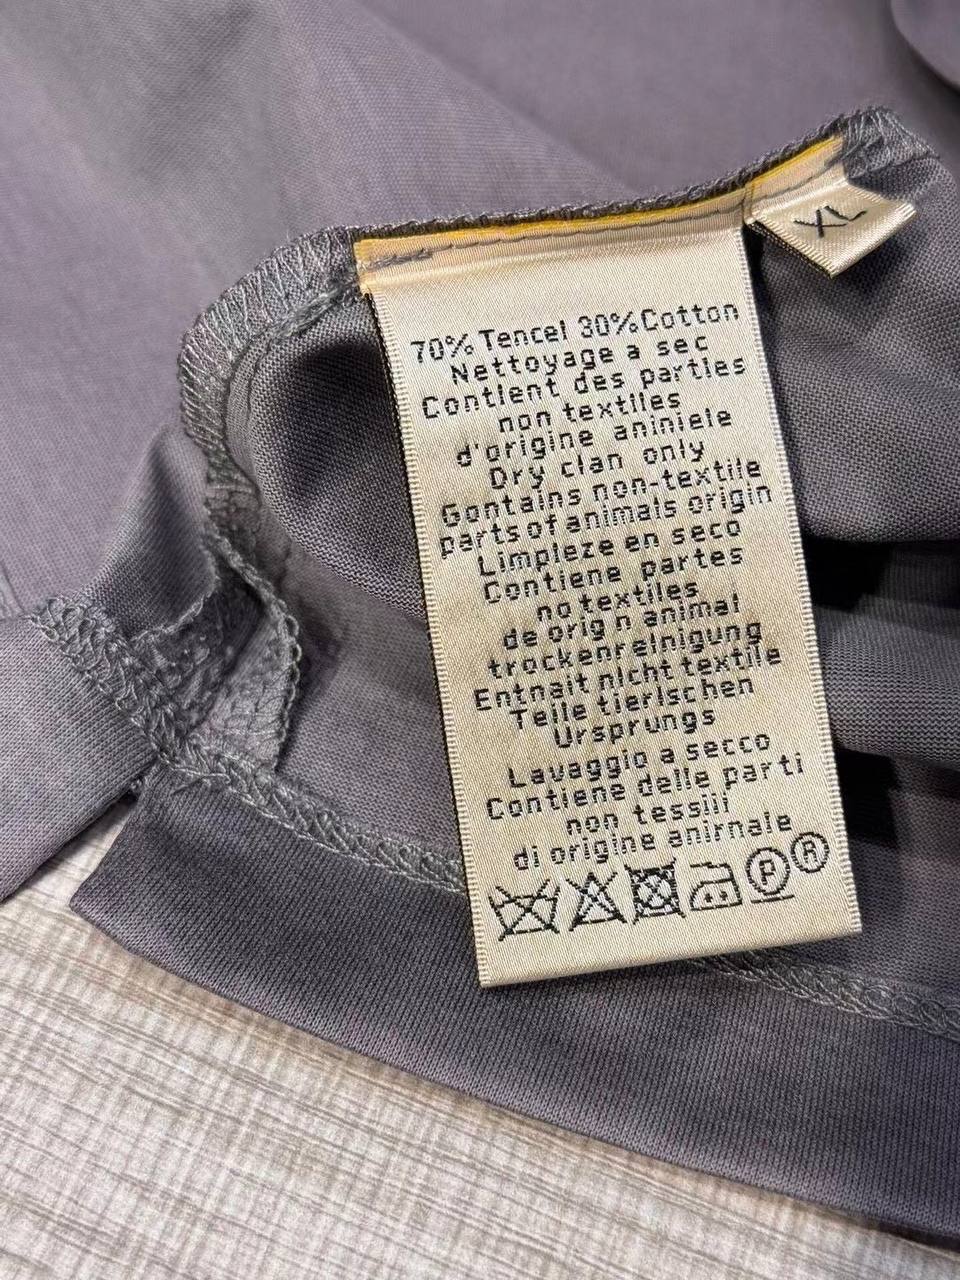 XL
70% Tencel 30% Cotton
Nettoyage a sec
Contient des parties
non textiles
d'origine aniniele
Dry clan only
Gontains non-textile
parts of animals origin
Limpieze en seco
Contiene partes
no textiles
de orig n animal
trockenreinigung
Entnait nicht textile
Teile tierischen
Ursprungs
Lavaggio a secco
Contiene delle parti
non tessiii
di origine anirnale
P R